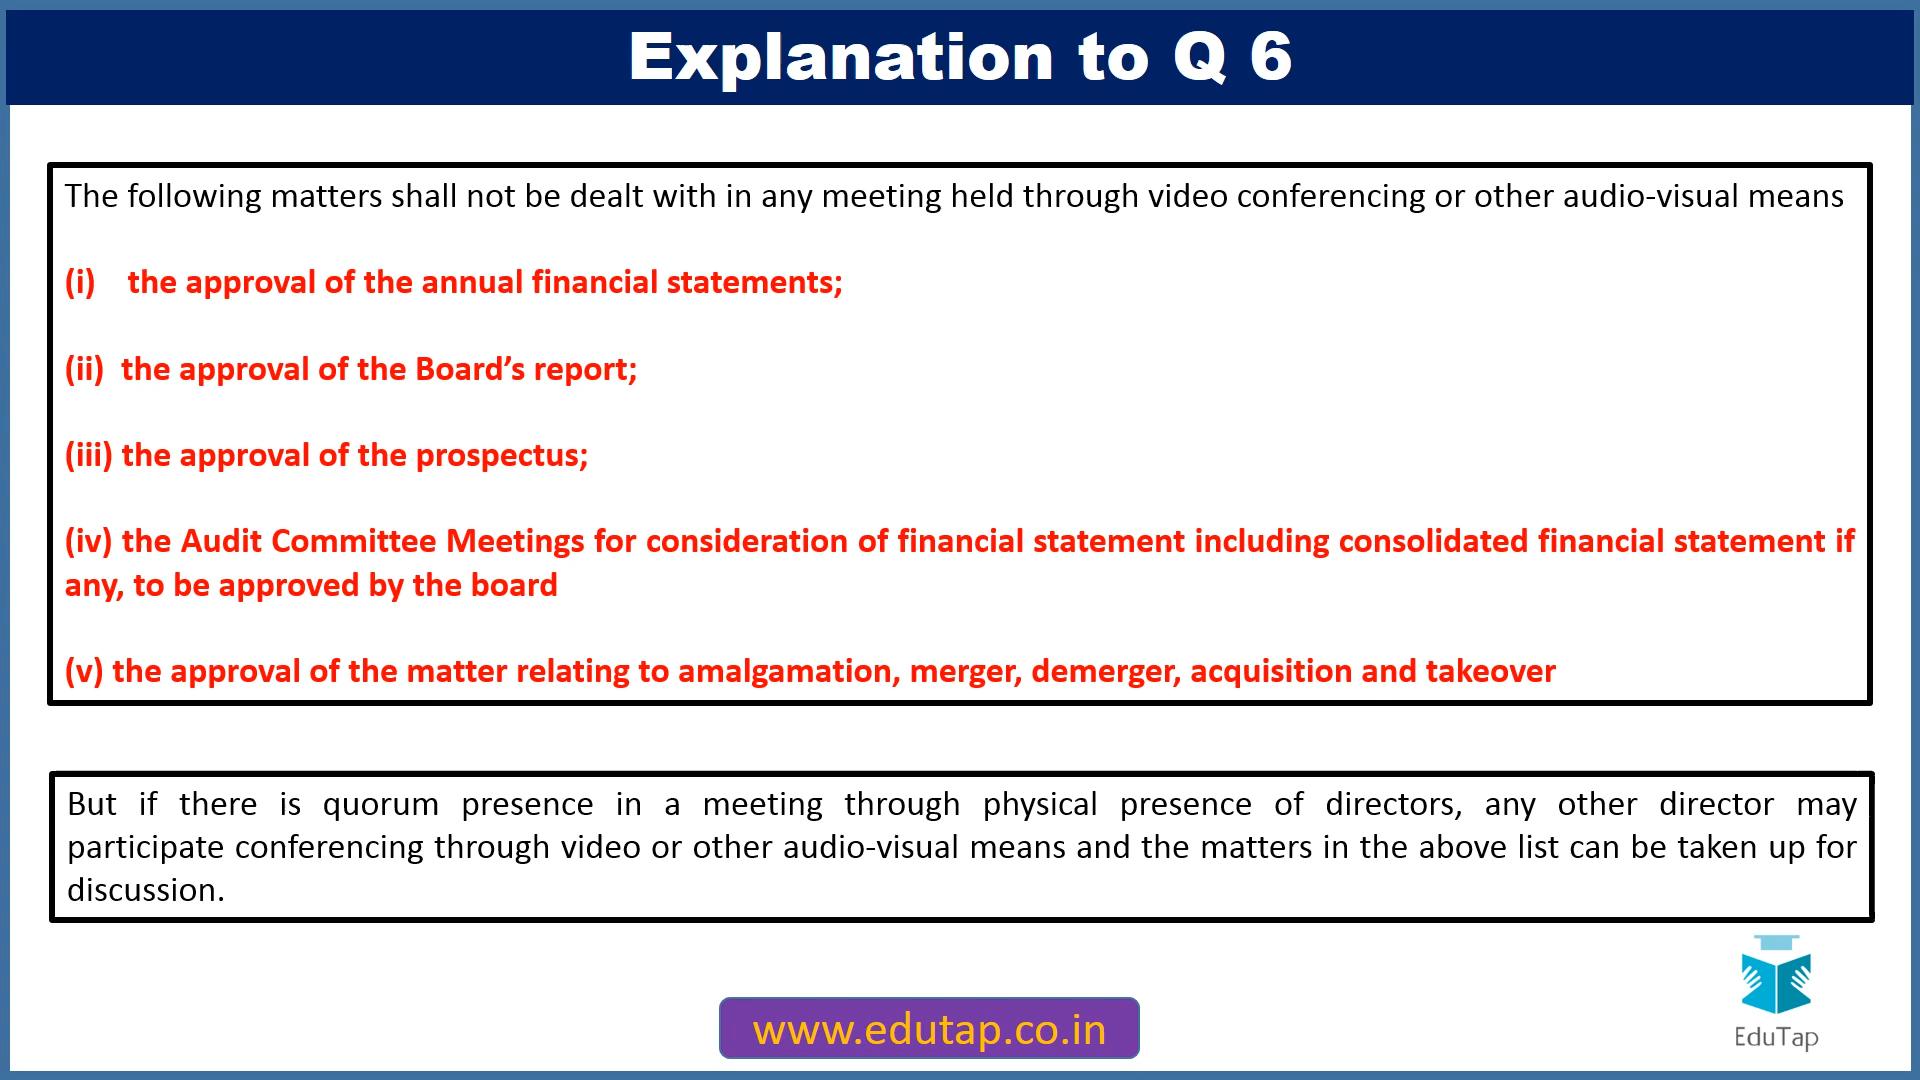 Explanation to Q 6
The following matters shall not be dealt with in any meeting held through video conferencing or other audio-visual means
(i) the approval of the annual financial statements;
(ii) the approval of the Board’s report;
(iii) the approval of the prospectus;
(iv) the Audit Committee Meetings for consideration of financial statement including consolidated financial statement if
any, to be approved by the board
(v) the approval of the matter relating to amalgamation, merger, demerger, acquisition and takeover
But if there is quorum presence in a meeting through physical presence of directors, any other director may
participate conferencing through video or other audio-visual means and the matters in the above list can be taken up for
discussion.
www.edutap.co.in
EduTap